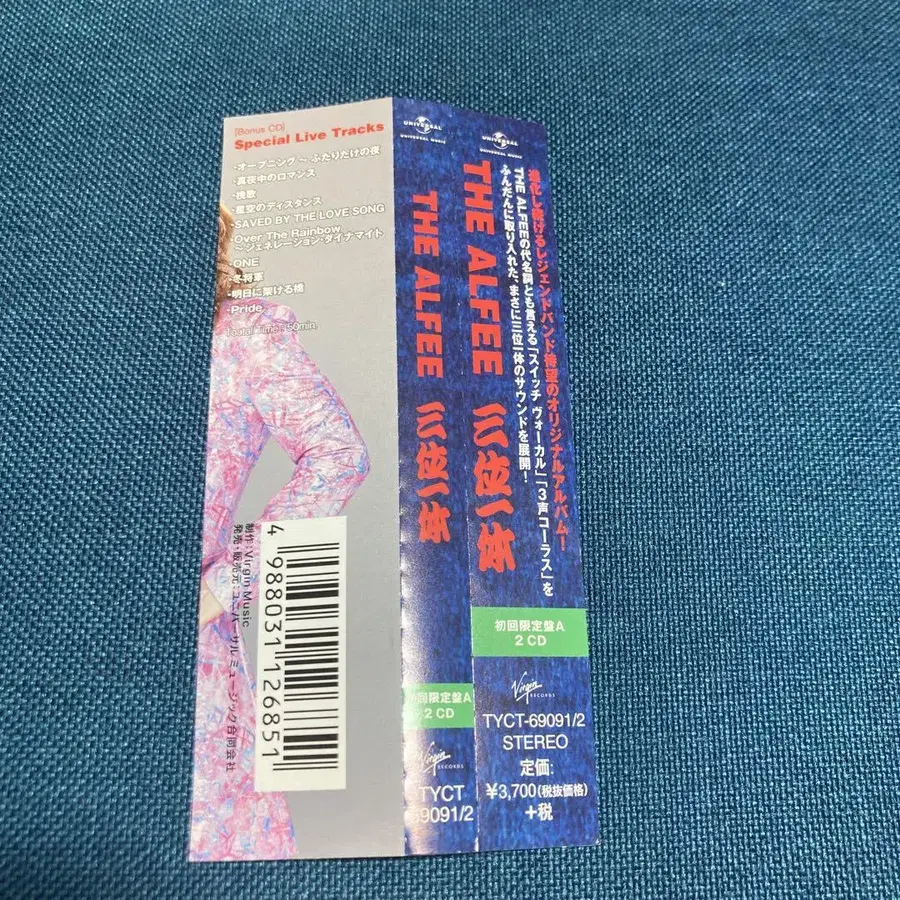 [Bonus CD]
Special Live Tracks
・オープニング～ふたりだけの夜
・真夜中のロマンス
・挽歌
・星空のディスタンス
・SAVED BY THE LOVE SONG
・Over The Rainbow
～ジェネレーション・ダイナマイト
・ONE
・冬将軍
・明日に架ける橋
・Pride
Tootal Time : 50min.
制作：Virgin Music
発売・販売元：ユニバーサル ミュージック合同会社
4 988031 126851
UNIVERSAL
UNIVERSAL MUSIC
THE ALFEE 三位一体
初回限定盤A
2 CD
Virgin
RECORDS
TYCT
69091/2
UNIVERSAL
UNIVERSAL MUSIC
進化し続けるレジェンドバンド待望のオリジナルアルバム！
THE ALFEEの代名詞とも言える「スイッチ ヴォーカル」「3声コーラス」を
ふんだんに取り入れた、まさに三位一体のサウンドを展開！
THE ALFEE 三位一体
初回限定盤A
2 CD
Virgin
RECORDS
TYCT-69091/2
STEREO
定価:
¥3,700(税抜価格)
+税